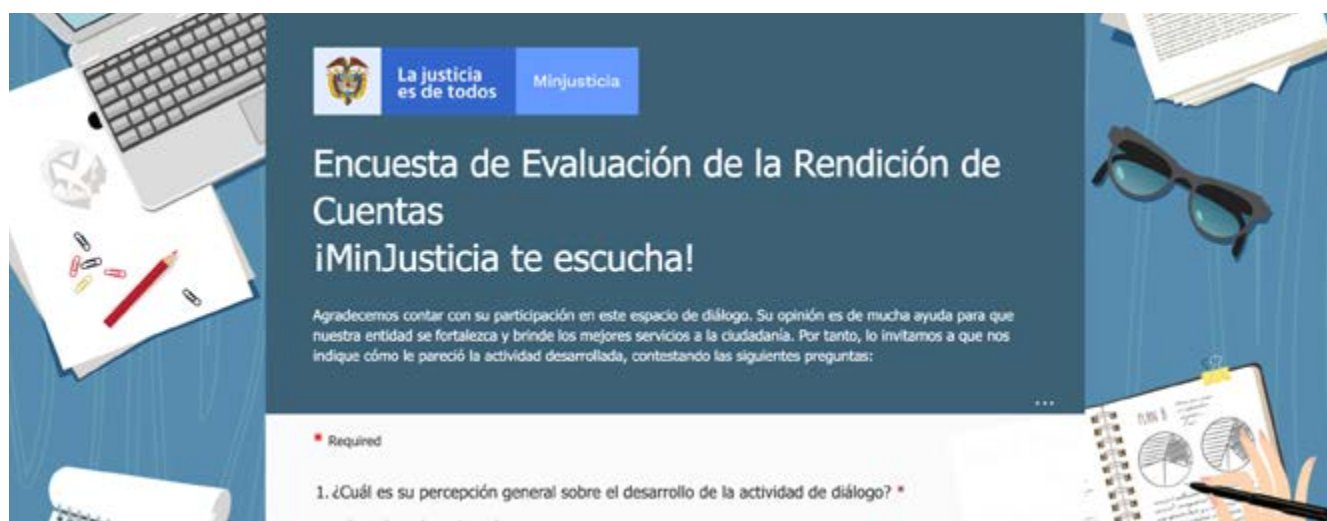 La justicia
es de todos
Minjusticia
Encuesta de Evaluación de la Rendición de
Cuentas
¡MinJusticia te escucha!
Agradecemos contar con su participación en este espacio de diálogo. Su opinión es de mucha ayuda para que
nuestra entidad se fortalezca y brinde los mejores servicios a la ciudadanía. Por tanto, lo invitamos a que nos
indique cómo le pareció la actividad desarrollada, contestando las siguientes preguntas:
...
* Required
1. ¿Cuál es su percepción general sobre el desarrollo de la actividad de diálogo? *
PLAN B